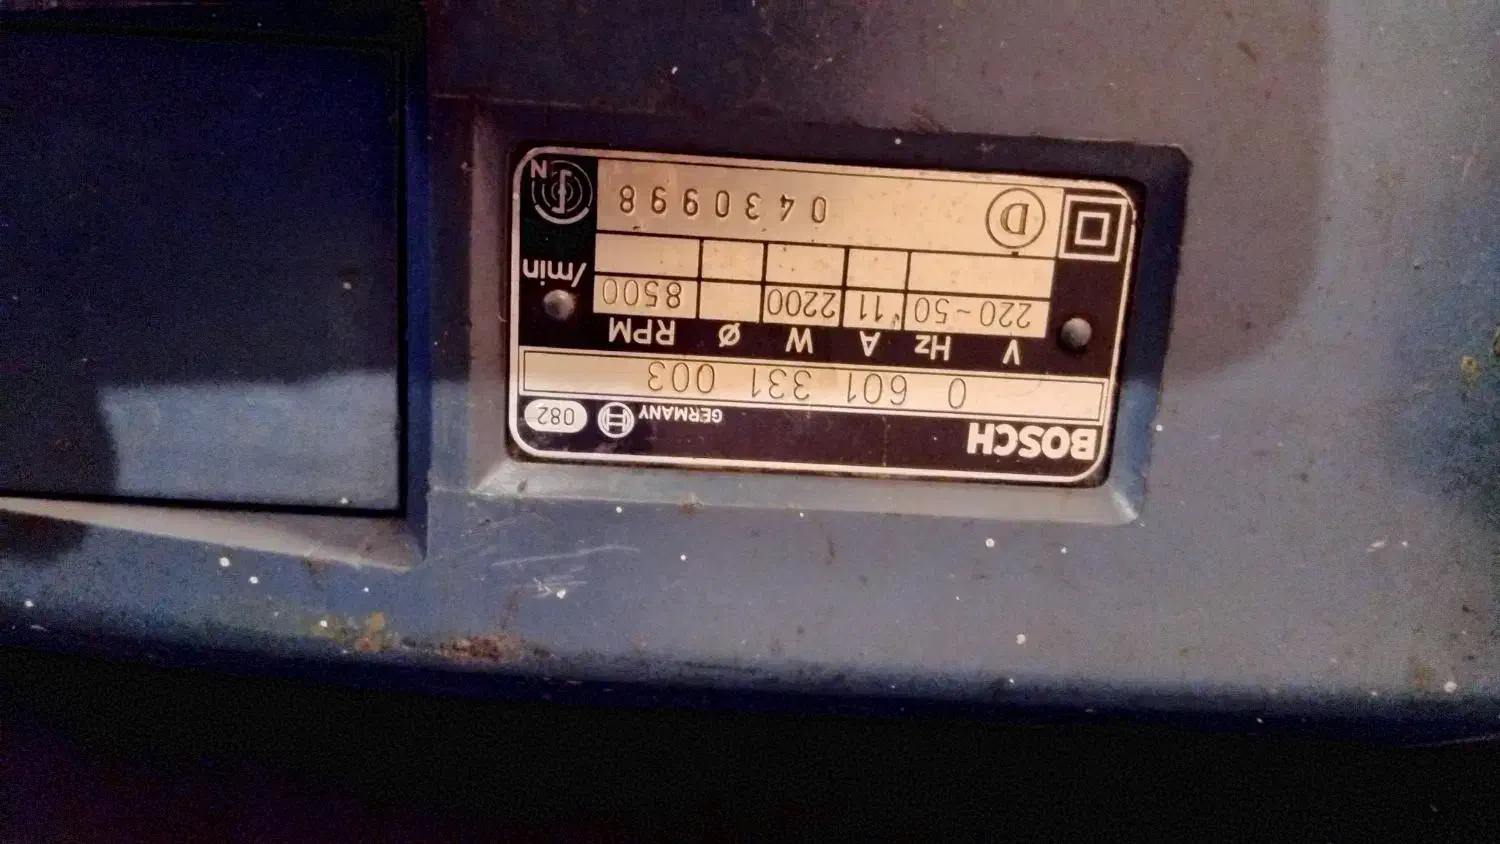 BOSCH GERMANY 082
0 601 331 003
V Hz A W Ø RPM
220 ~ 50 11 2200 8500
/min
D 0430998 N